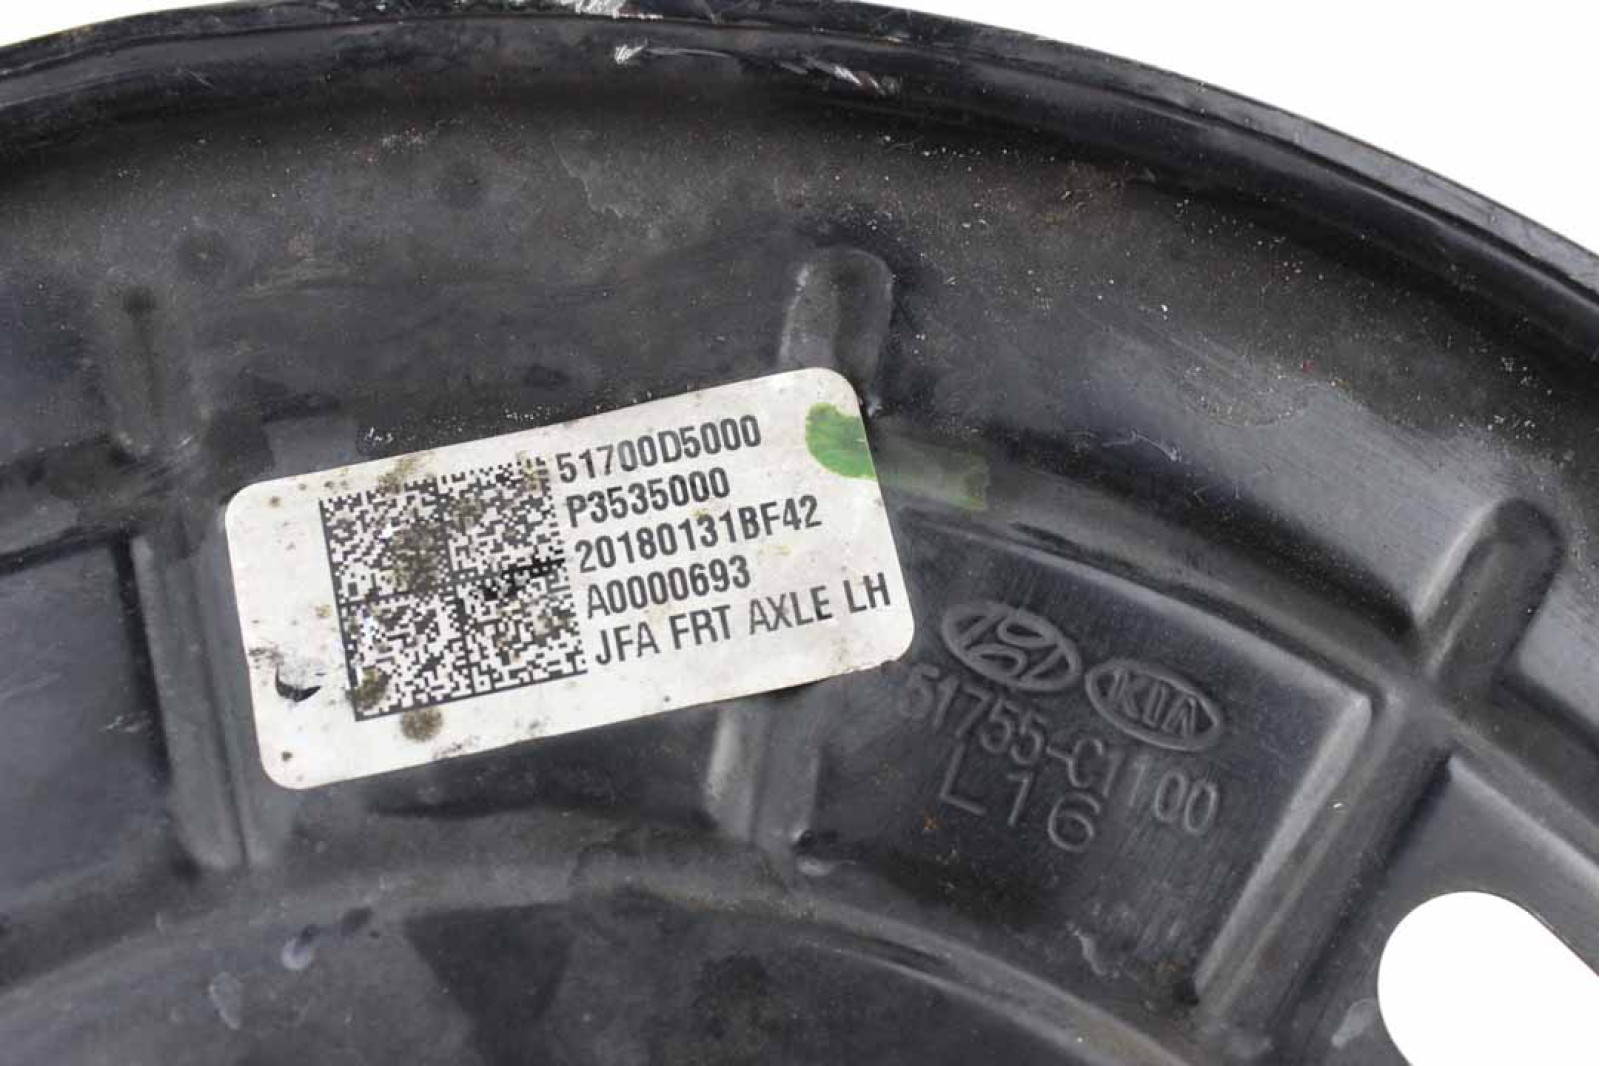 51700D5000
P3535000
20180131BF42
A0000693
JFA FRT AXLE LH
KIA
51755-C1100
L16